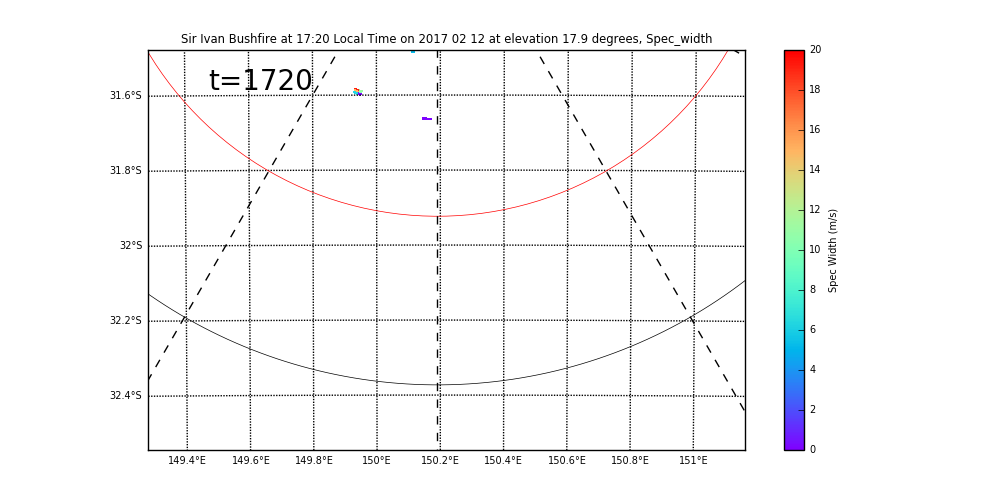 Sir Ivan Bushfire at 17:20 Local Time on 2017 02 12 at elevation 17.9 degrees, Spec_width
t=1720
31.6°S
31.8°S
32°S
32.2°S
32.4°S
149.4°E 149.6°E 149.8°E 150°E 150.2°E 150.4°E 150.6°E 150.8°E 151°E
20
18
16
14
12
10
8
6
4
2
0
Spec Width (m/s)